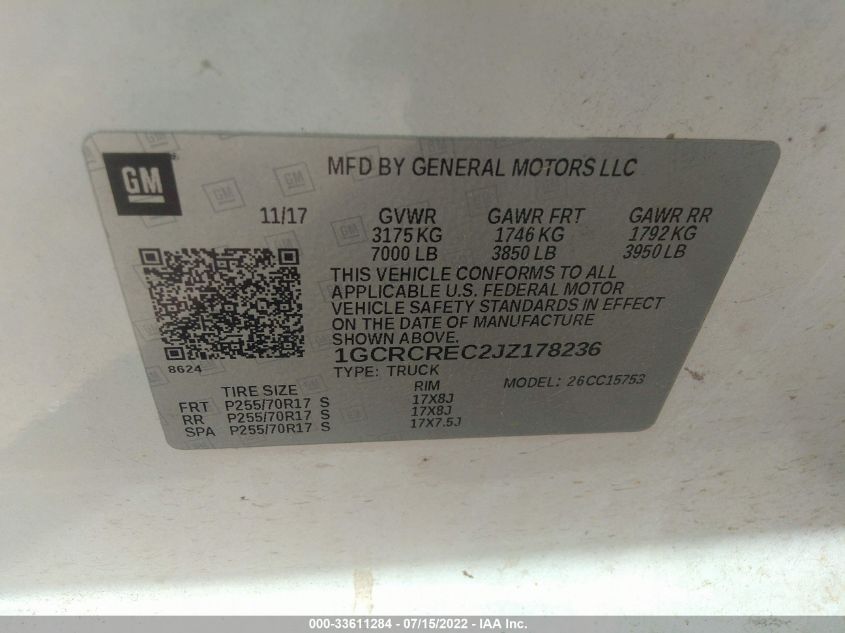 GM
MFD BY GENERAL MOTORS LLC
11/17 GVWR GAWR FRT GAWR RR
3175 KG 1746 KG 1792 KG
7000 LB 3850 LB 3950 LB
THIS VEHICLE CONFORMS TO ALL
APPLICABLE U.S. FEDERAL MOTOR
VEHICLE SAFETY STANDARDS IN EFFECT
ON THE DATE OF MANUFACTURE
SHOWN ABOVE.
1GCRCREC2JZ178236
8624
TYPE: TRUCK MODEL: 26CC15753
TIRE SIZE RIM
FRT P255/70R17 S 17X8J
RR P255/70R17 S 17X8J
SPA P255/70R17 S 17X7.5J
000-33611284 - 07/15/2022 - IAA Inc.